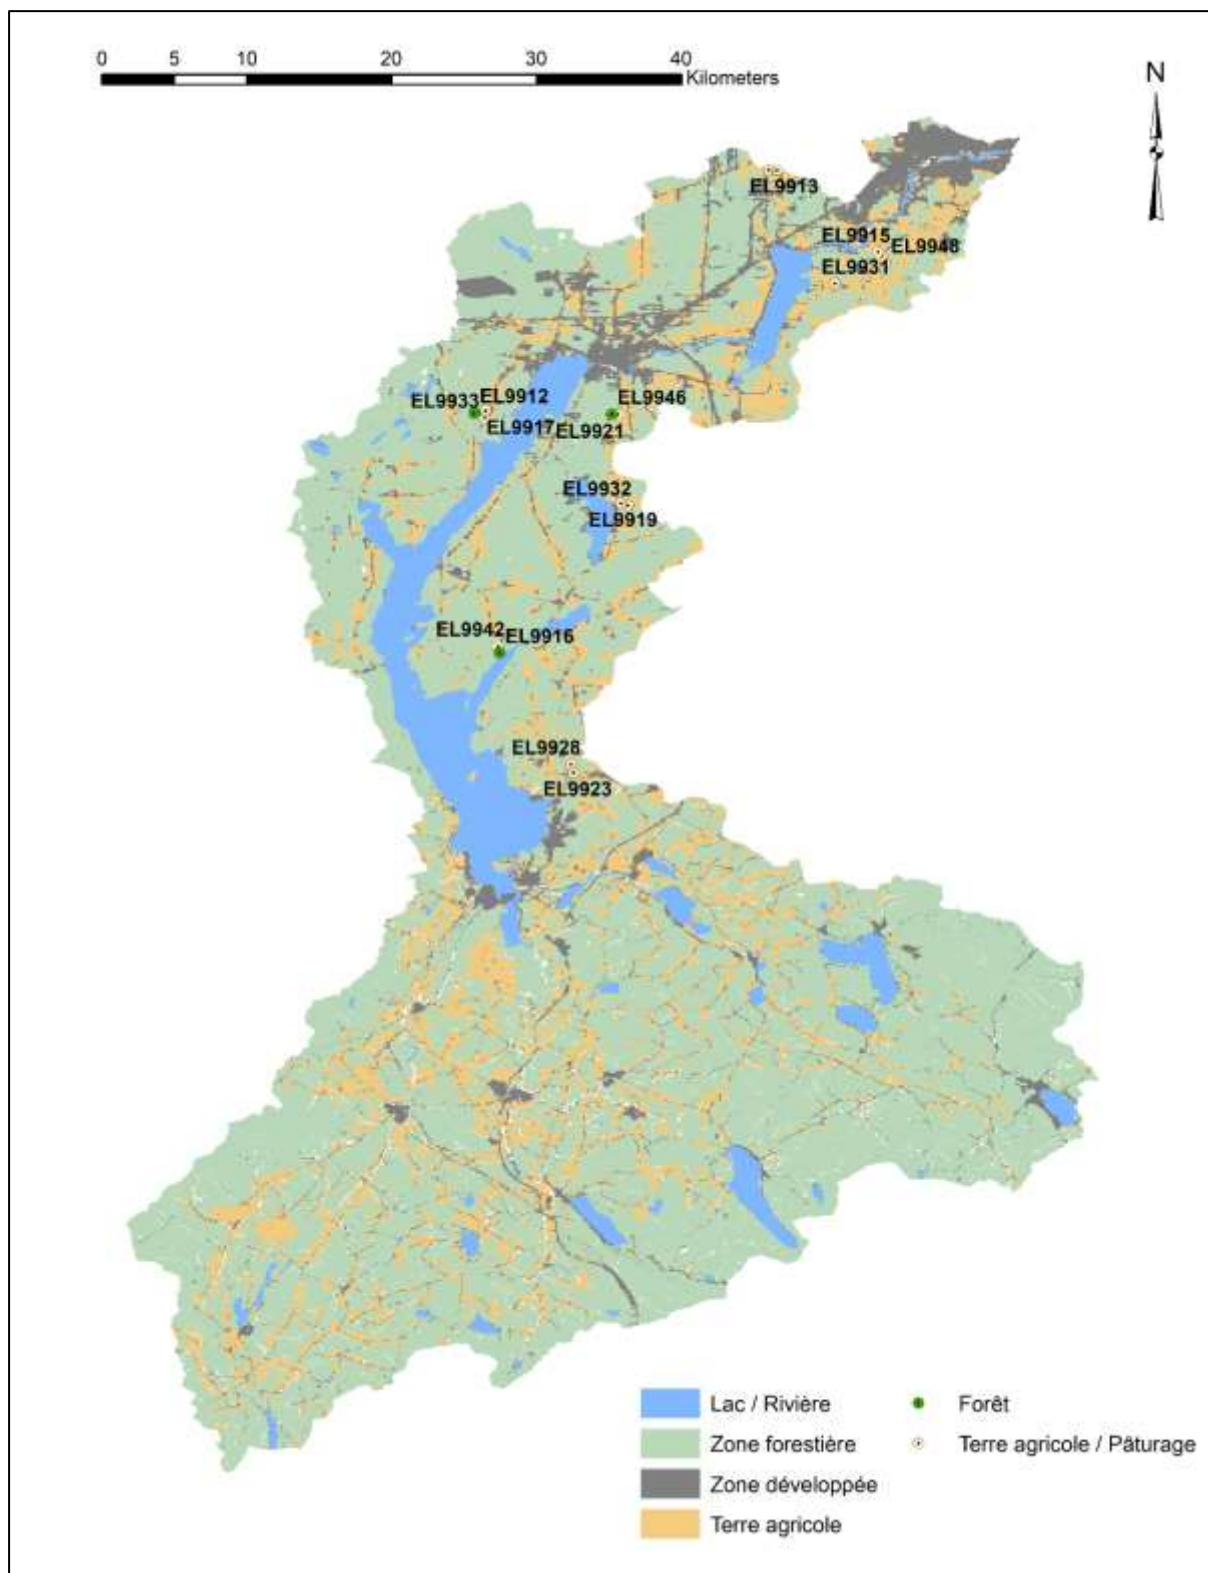 0 5 10 20 30 40
Kilometers
N
EL9913
EL9915
EL9948
EL9931
EL9933
EL9912
EL9946
EL9917
EL9921
EL9932
EL9919
EL9942
EL9916
EL9928
EL9923
Lac / Rivière
Forêt
Zone forestière
Terre agricole / Pâturage
Zone développée
Terre agricole